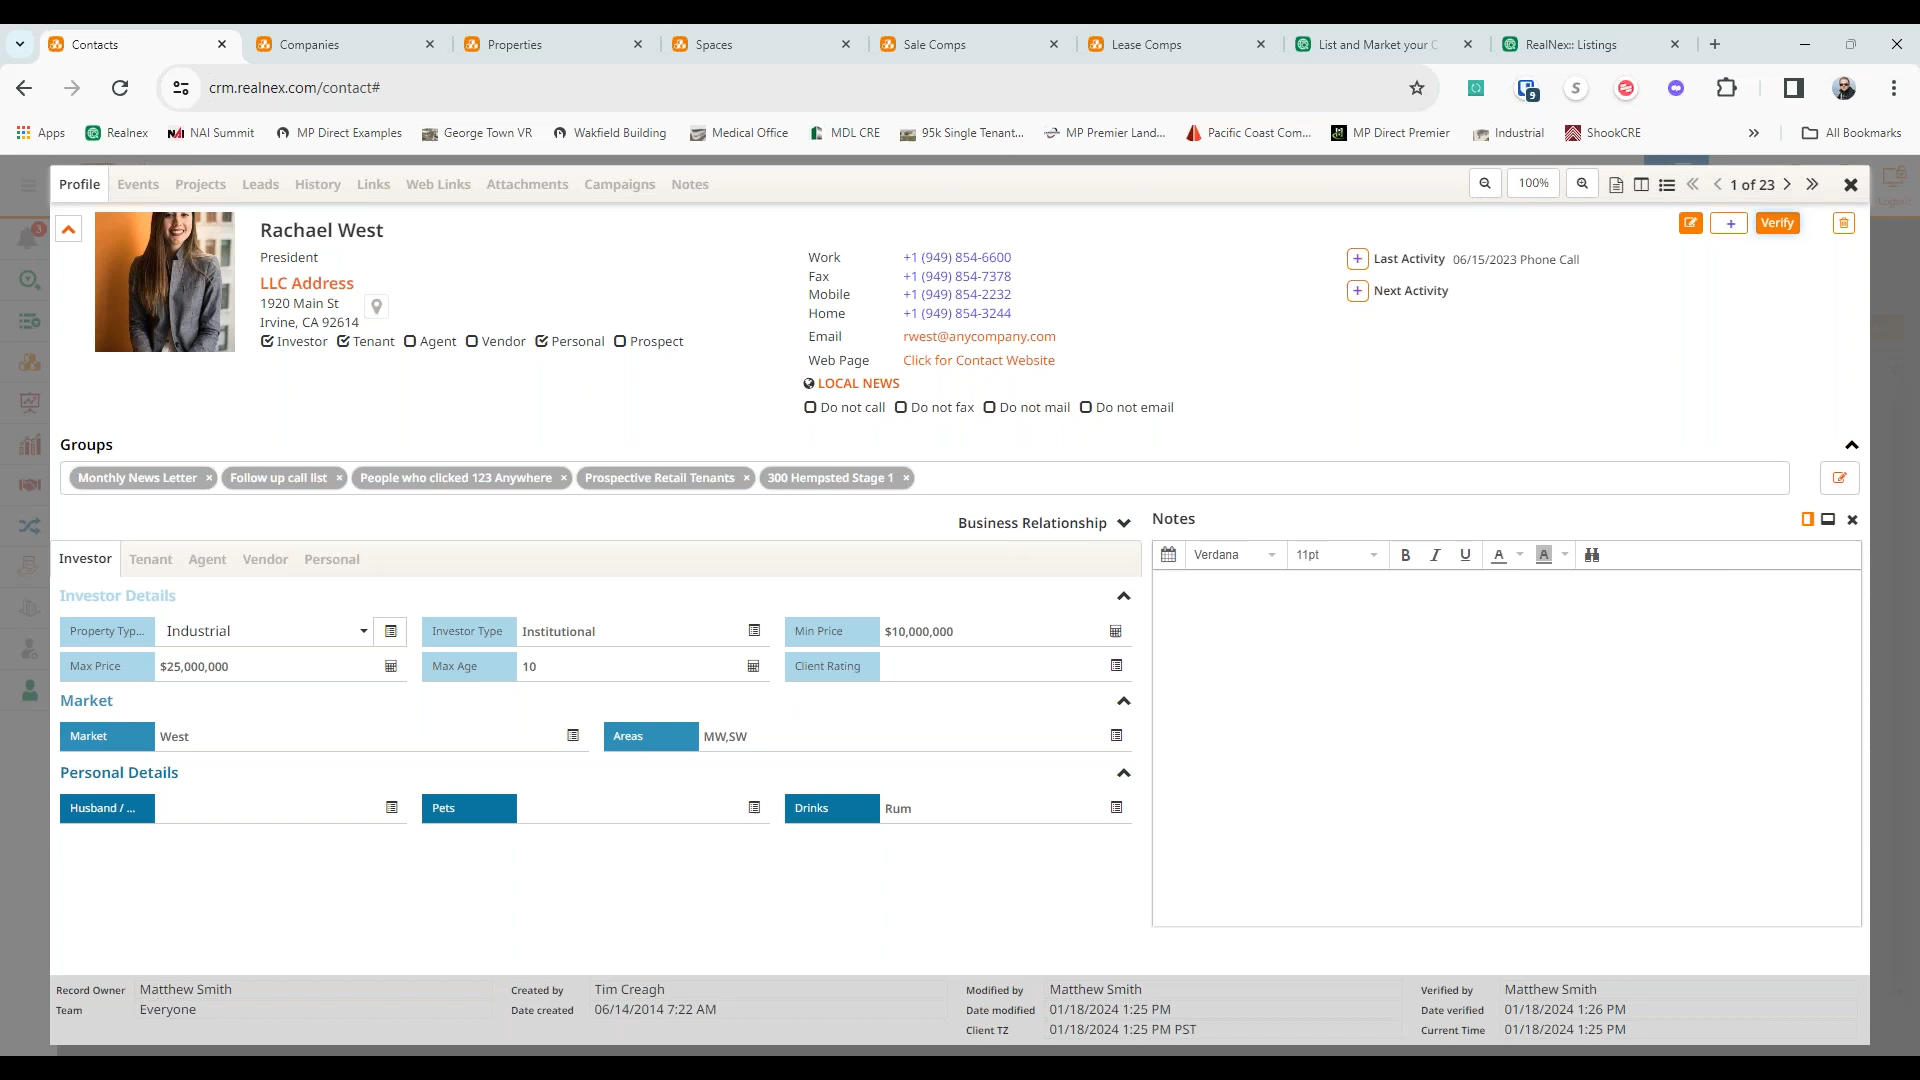 Contacts
Companies
Properties
Spaces
Sale Comps
Lease Comps
List and Market your C
RealNex:: Listings
crm.realnex.com/contact#
9
S
Apps
Realnex
NAI Summit
MP Direct Examples
George Town VR
Wakfield Building
Medical Office
MDL CRE
95k Single Tenant...
MP Premier Land...
Pacific Coast Com...
MP Direct Premier
Industrial
ShookCRE
All Bookmarks
Profile
Events
Projects
Leads
History
Links
Web Links
Attachments
Campaigns
Notes
100%
1 of 23
Logout
3
Rachael West
President
LLC Address
1920 Main St
Irvine, CA 92614
Investor
Tenant
Agent
Vendor
Personal
Prospect
Work +1 (949) 854-6600
Fax +1 (949) 854-7378
Mobile +1 (949) 854-2232
Home +1 (949) 854-3244
Email rwest@anycompany.com
Web Page Click for Contact Website
LOCAL NEWS
Do not call
Do not fax
Do not mail
Do not email
+
Verify
+ Last Activity 06/15/2023 Phone Call
+ Next Activity
Groups
Monthly News Letter ×
Follow up call list ×
People who clicked 123 Anywhere ×
Prospective Retail Tenants ×
300 Hempsted Stage 1 ×
Business Relationship
Notes
Investor
Tenant
Agent
Vendor
Personal
Verdana
11pt
B
I
U
A
A
Investor Details
Property Typ... Industrial
Investor Type Institutional
Min Price $10,000,000
Max Price $25,000,000
Max Age 10
Client Rating
Market
Market West
Areas MW,SW
Personal Details
Husband / ...
Pets
Drinks Rum
Record Owner Matthew Smith
Team Everyone
Created by Tim Creagh
Date created 06/14/2014 7:22 AM
Modified by Matthew Smith
Date modified 01/18/2024 1:25 PM
Client TZ 01/18/2024 1:25 PM PST
Verified by Matthew Smith
Date verified 01/18/2024 1:26 PM
Current Time 01/18/2024 1:25 PM